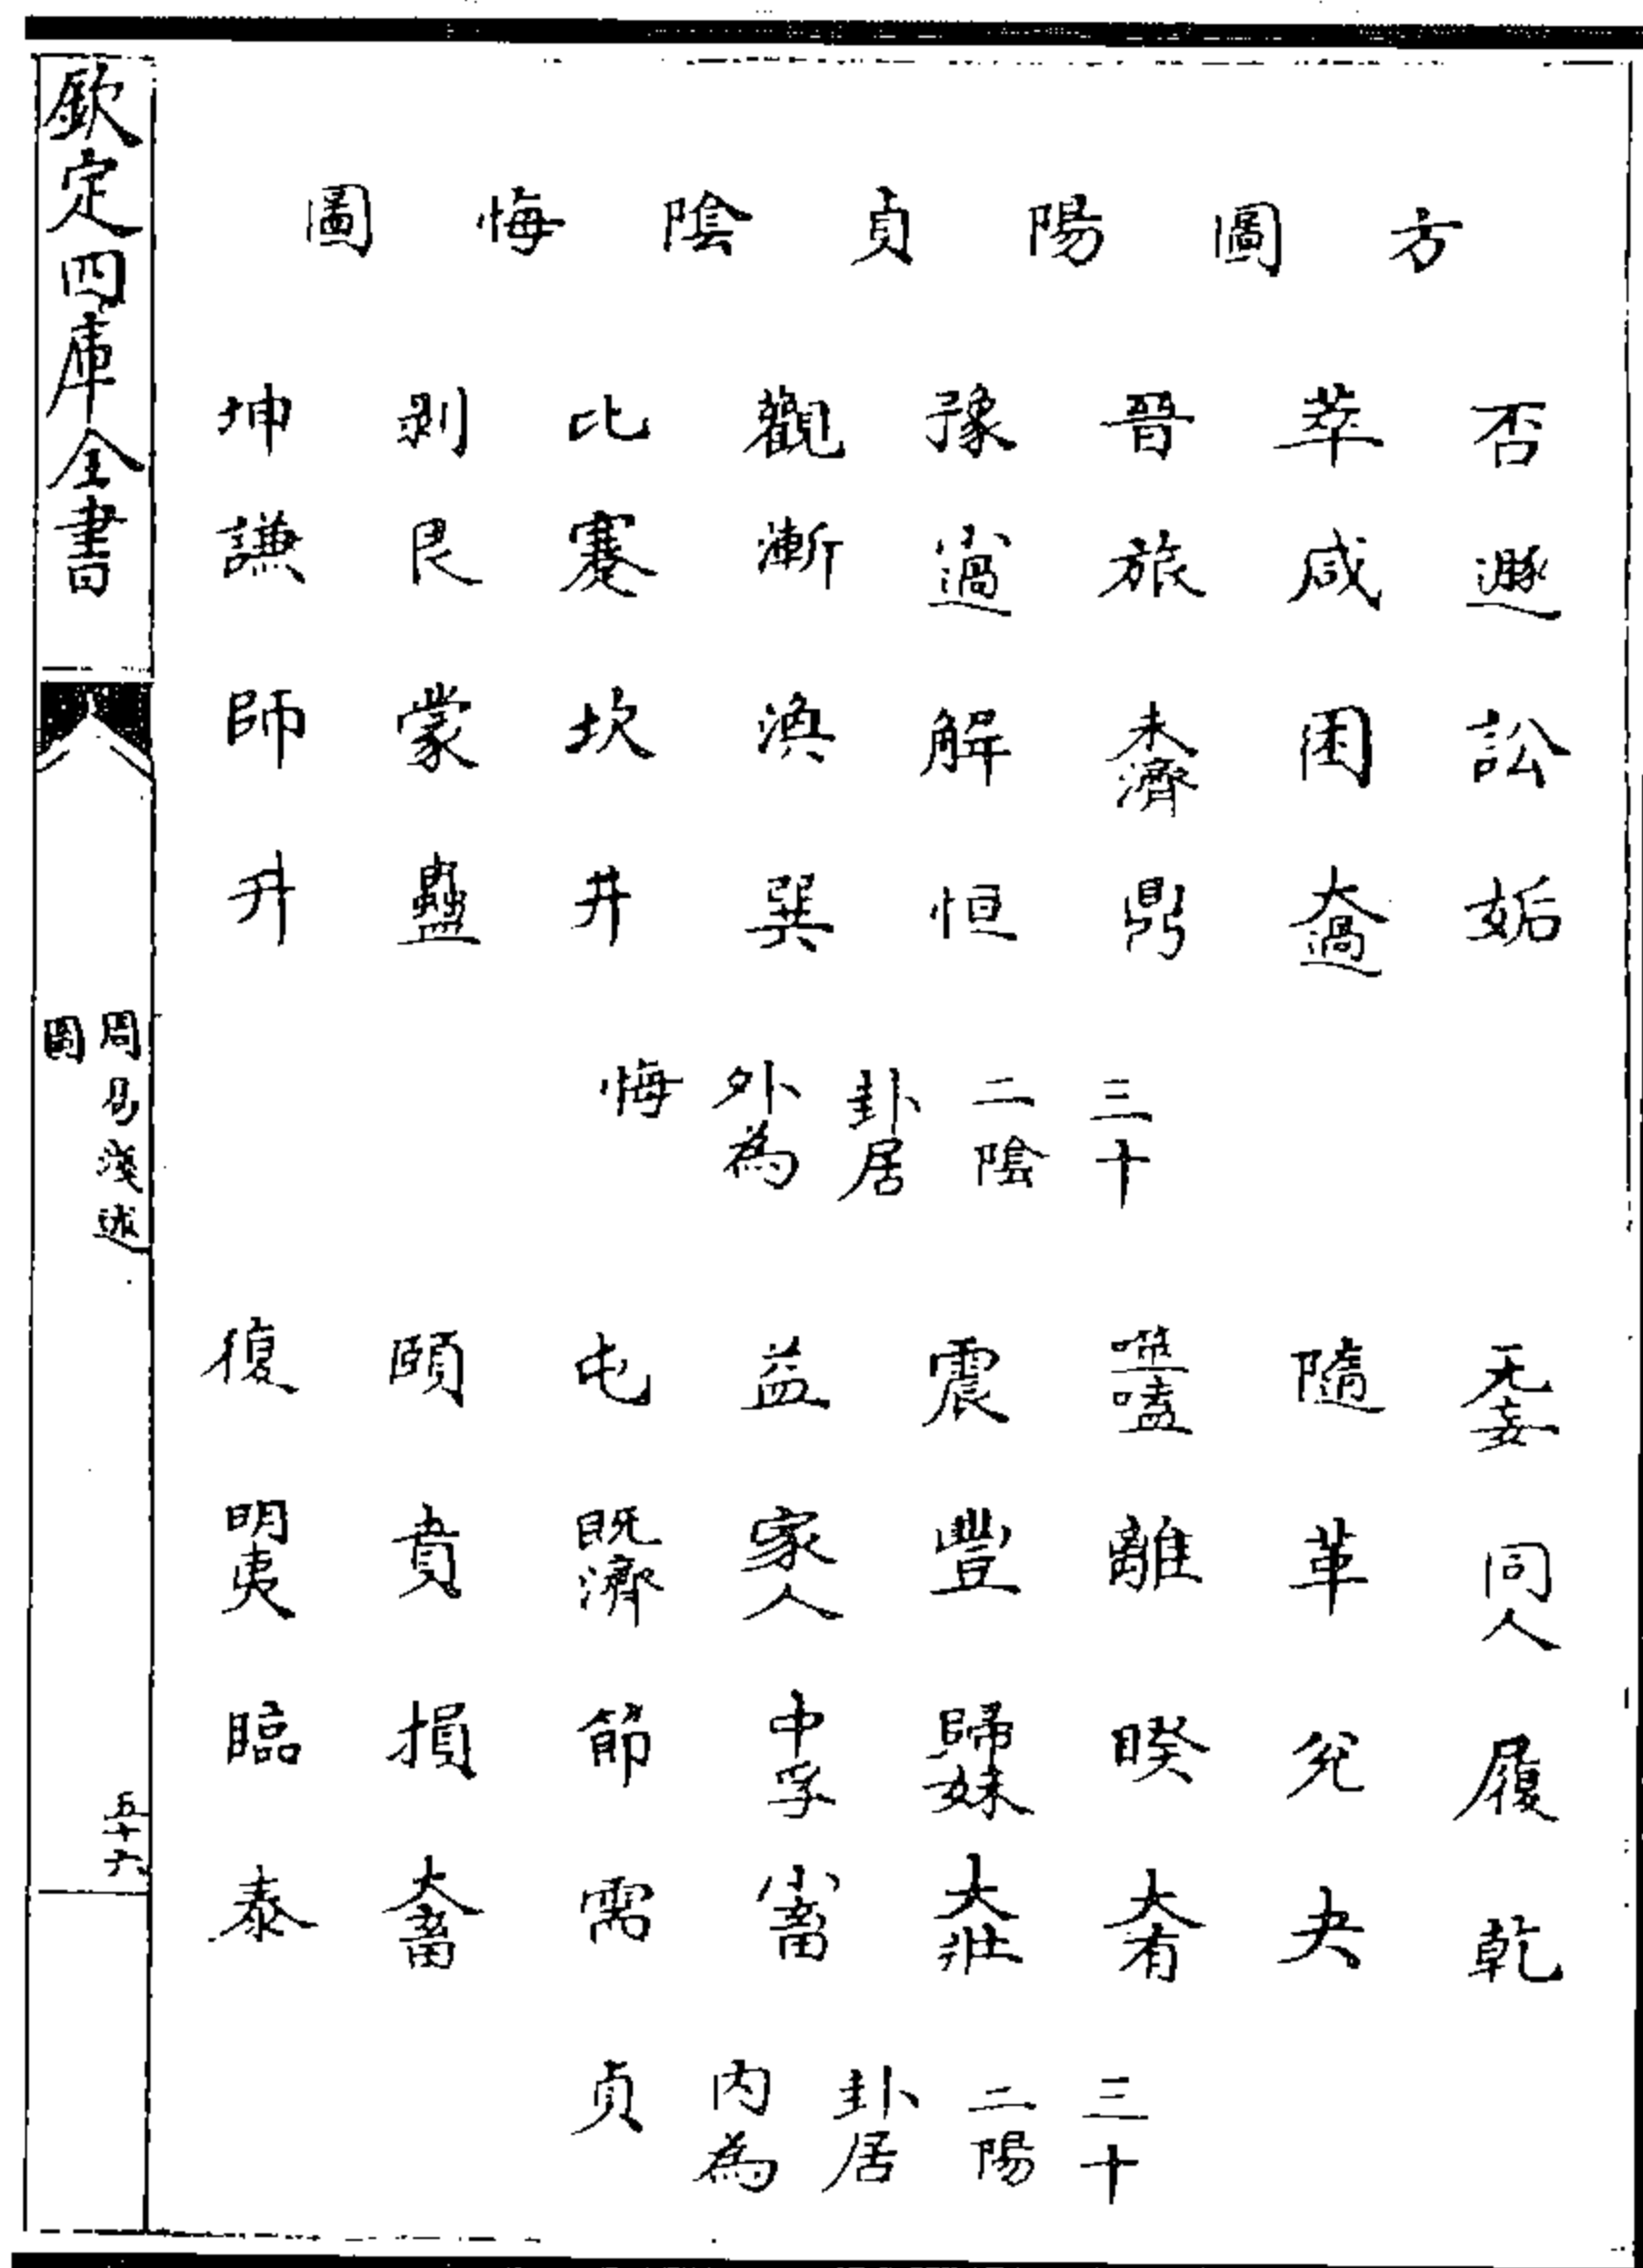 方圖陽貞陰悔圖
否萃晉豫觀比剥坤
遯咸旅小過漸蹇艮謙
訟困未濟解渙坎蒙師
姤大過鼎恒巽井蠱升
三十二陰卦居外為悔
无妄隨噬嗑震益屯頤復
同人革離豐家人既濟賁明夷
履兌睽歸妹中孚節損臨
乾夬大有大壯小畜需大畜泰
三十二陽卦居内為貞
欽定四庫全書
周易淺述
圖
五十六